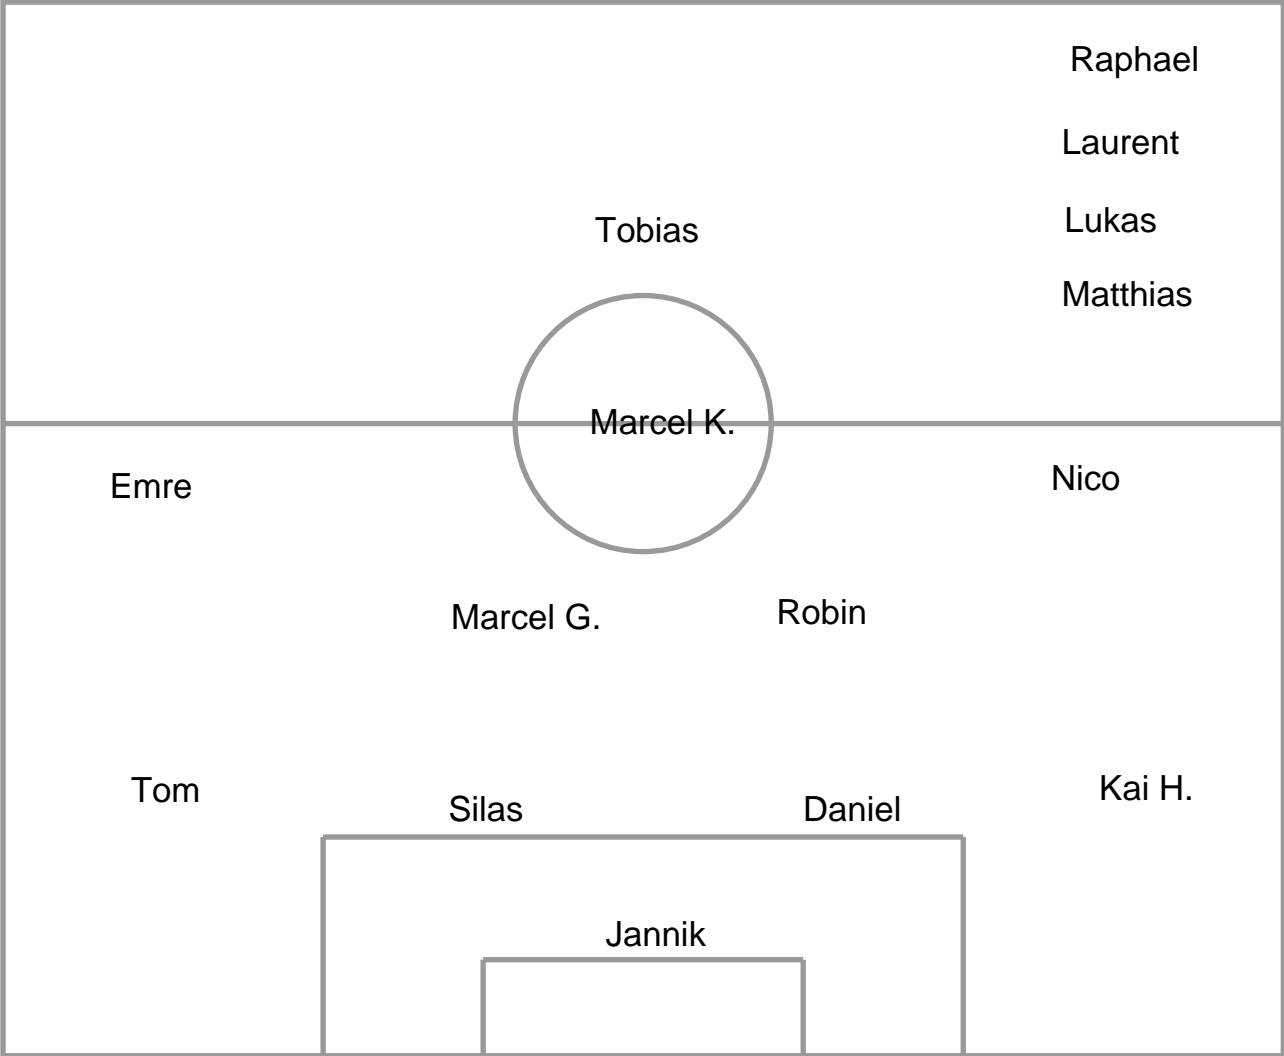 Raphael
Laurent
Lukas
Tobias
Matthias
Marcel K.
Emre
Nico
Marcel G.
Robin
Tom
Silas
Daniel
Kai H.
Jannik